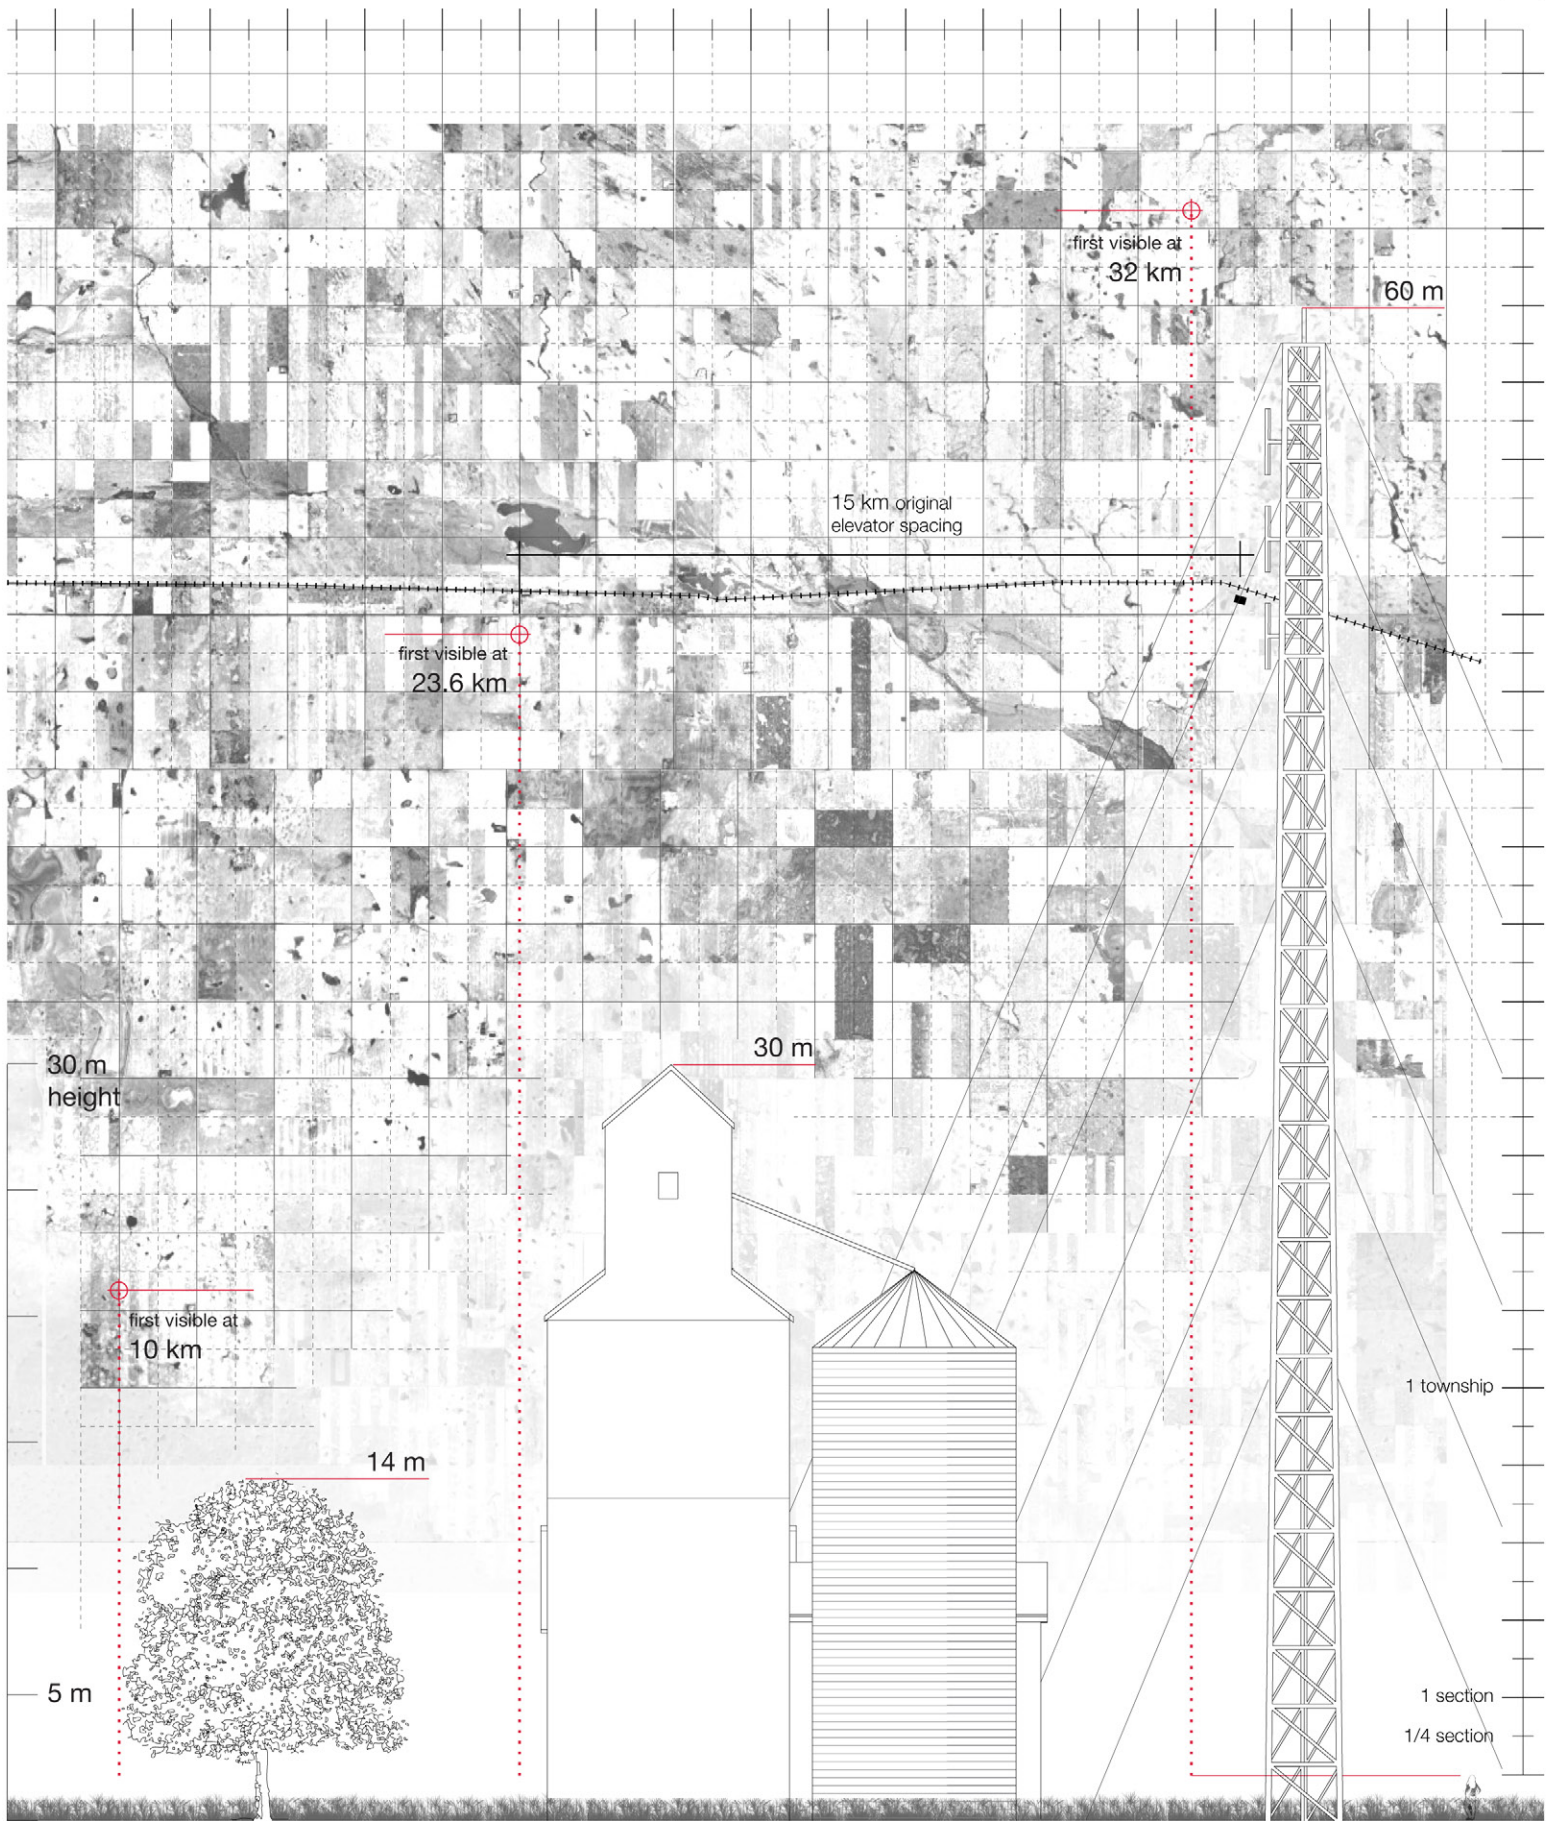 first visible at
32 km
60 m
15 km original
elevator spacing
first visible at
23.6 km
30 m
30 m
height
first visible at
10 km
1 township
14 m
5 m
1 section
1/4 section